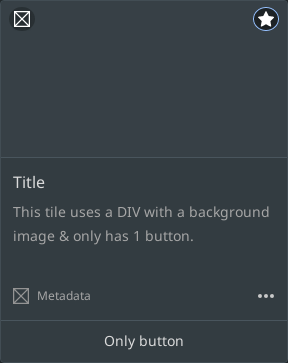 Title
This tile uses a DIV with a background
image & only has 1 button.
Metadata
Only button